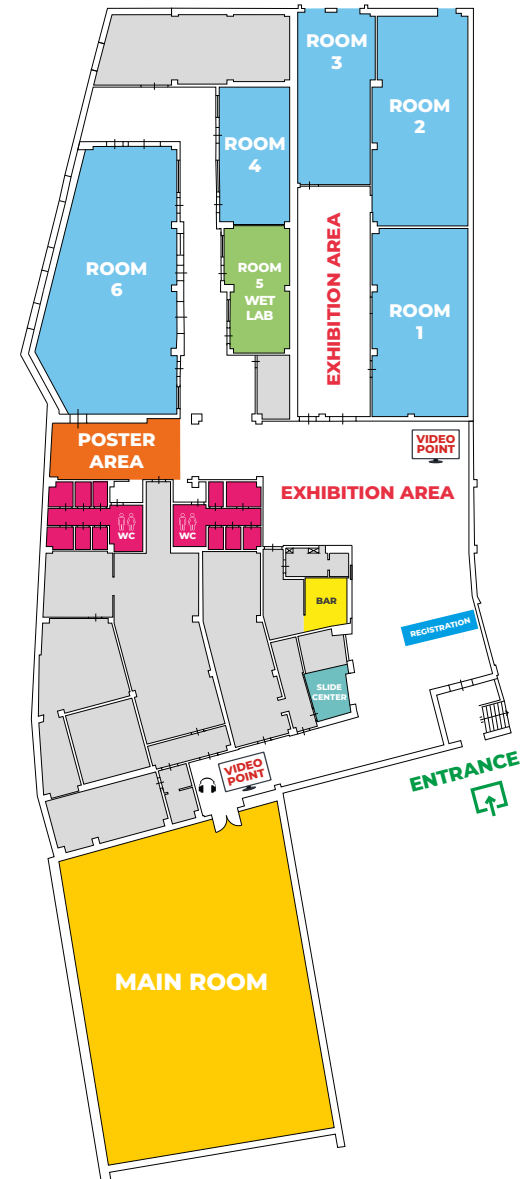 ROOM
3
ROOM
2
ROOM
4
EXHIBITION AREA
ROOM
5
WET
LAB
ROOM
6
ROOM
1
POSTER
AREA
VIDEO
POINT
EXHIBITION AREA
WC
WC
BAR
REGISTRATION
SLIDE
CENTER
VIDEO
POINT
ENTRANCE
MAIN ROOM